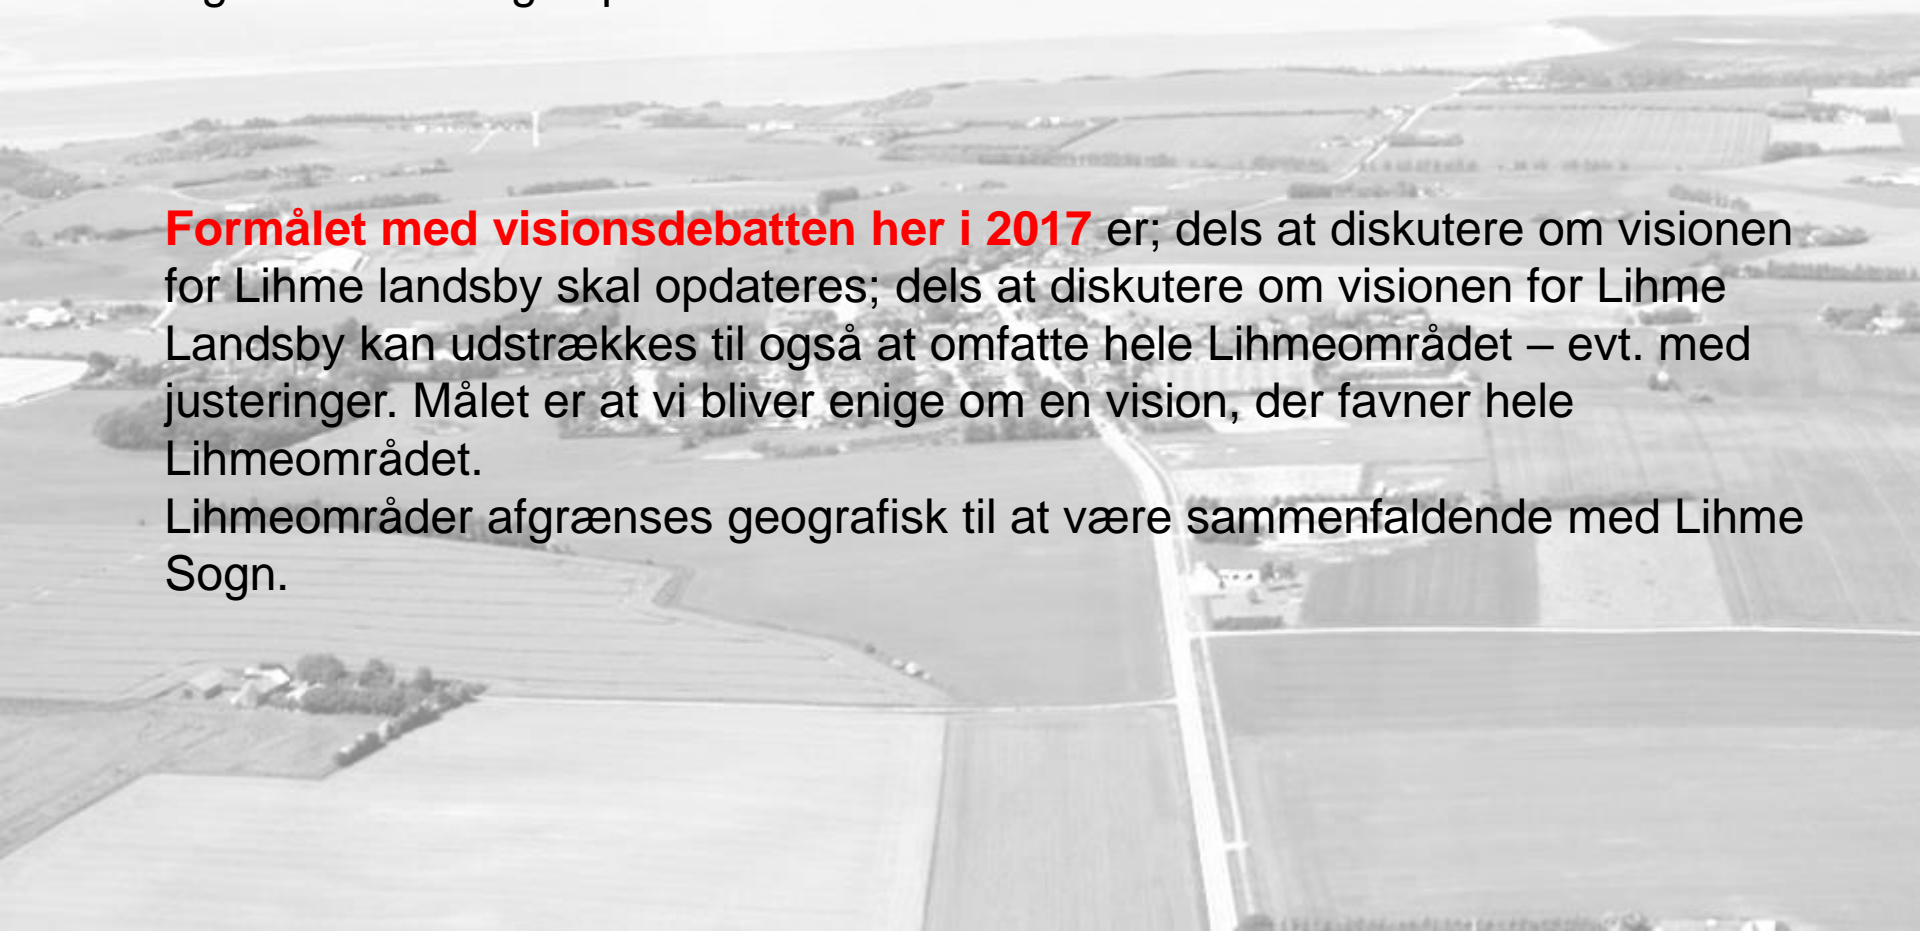 Formålet med visionsdebatten her i 2017 er; dels at diskutere om visionen
for Lihme landsby skal opdateres; dels at diskutere om visionen for Lihme
Landsby kan udstrækkes til også at omfatte hele Lihmeområdet – evt. med
justeringer. Målet er at vi bliver enige om en vision, der favner hele
Lihmeområdet.
Lihmeområder afgrænses geografisk til at være sammenfaldende med Lihme
Sogn.